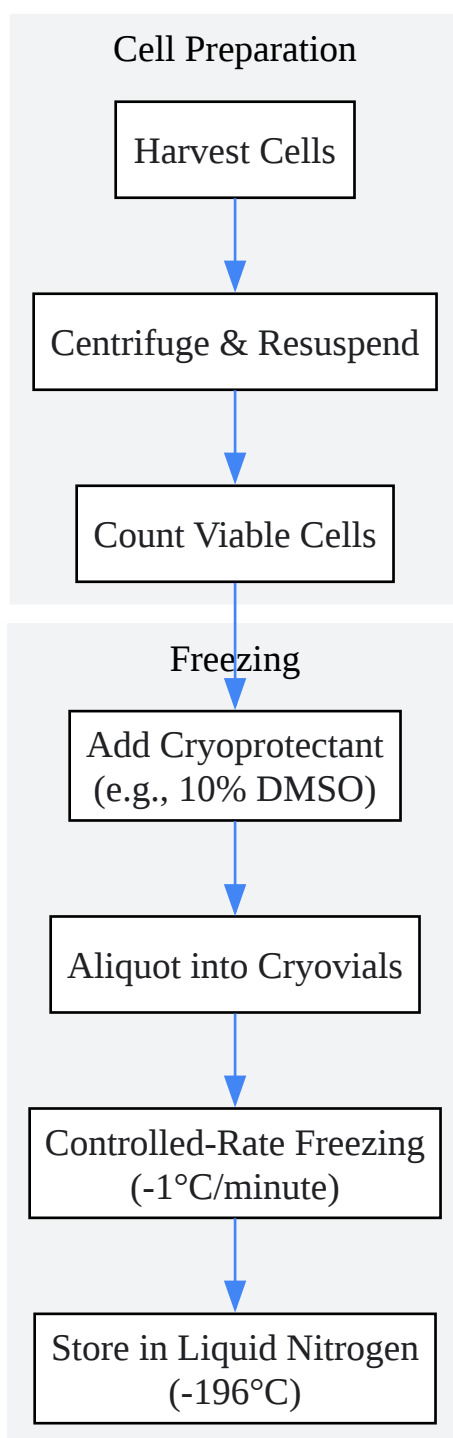 Cell Preparation
Harvest Cells
Centrifuge & Resuspend
Count Viable Cells
Freezing
Add Cryoprotectant
(e.g., 10% DMSO)
Aliquot into Cryovials
Controlled-Rate Freezing
(-1°C/minute)
Store in Liquid Nitrogen
(-196°C)